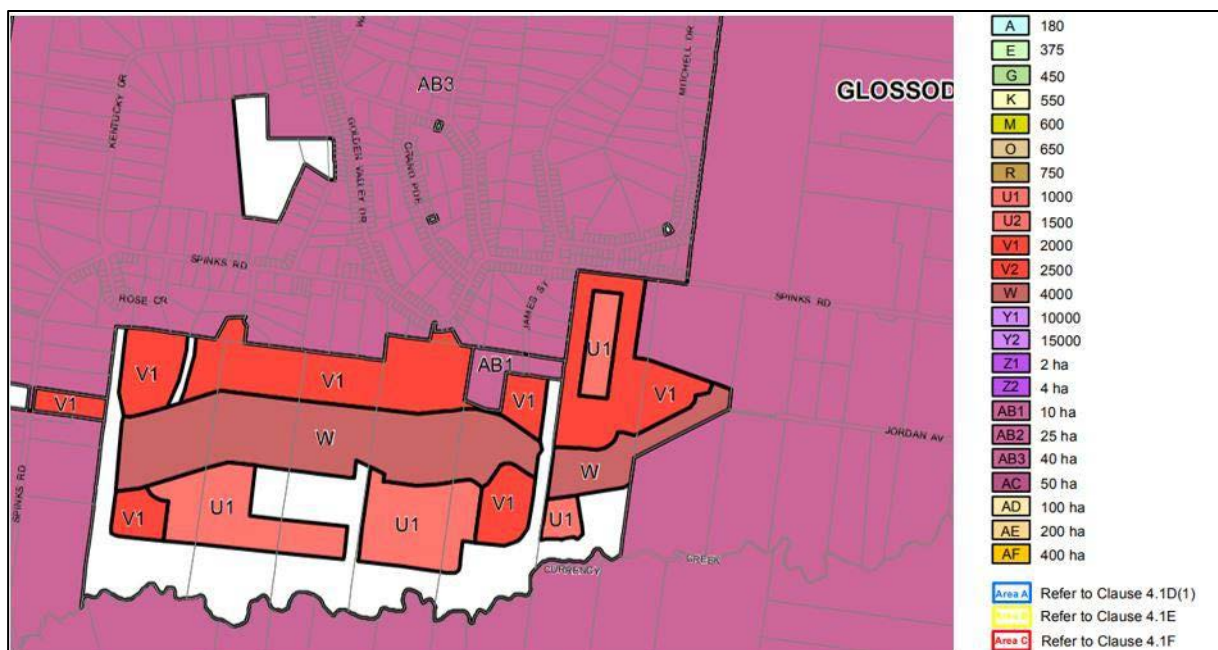 KENTUCKY DR
AB3
MITCHELL DR
GLOSSOD
GOLDEN VALLEY DR
GRAND PDE
SPINKS RD
SPINKS RD
ROSE CR
JAMES ST
U1
AB1
V1
V1
V1
V1
V1
JORDAN AV
W
W
SPINKS RD
V1
U1
U1
V1
U1
CURRENCY
CREEK
A 180
E 375
G 450
K 550
M 600
O 650
R 750
U1 1000
U2 1500
V1 2000
V2 2500
W 4000
Y1 10000
Y2 15000
Z1 2 ha
Z2 4 ha
AB1 10 ha
AB2 25 ha
AB3 40 ha
AC 50 ha
AD 100 ha
AE 200 ha
AF 400 ha
Area A Refer to Clause 4.1D(1)
Refer to Clause 4.1E
Area C Refer to Clause 4.1F